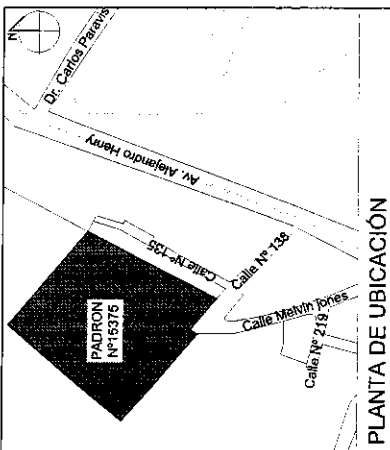 N
Dr. Carlos Paravis
Av. Alejandro Henry
Calle Nº 135
Calle Nº 138
PADRON
Nº15375
Calle Melvin Jones
Calle Nº 219
PLANTA DE UBICACIÓN